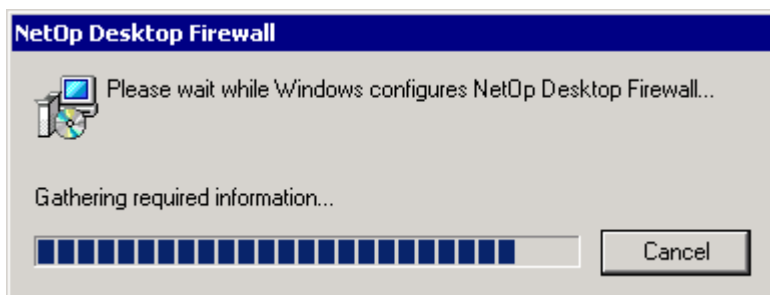 NetOp Desktop Firewall
Please wait while Windows configures NetOp Desktop Firewall...
Gathering required information...
Cancel